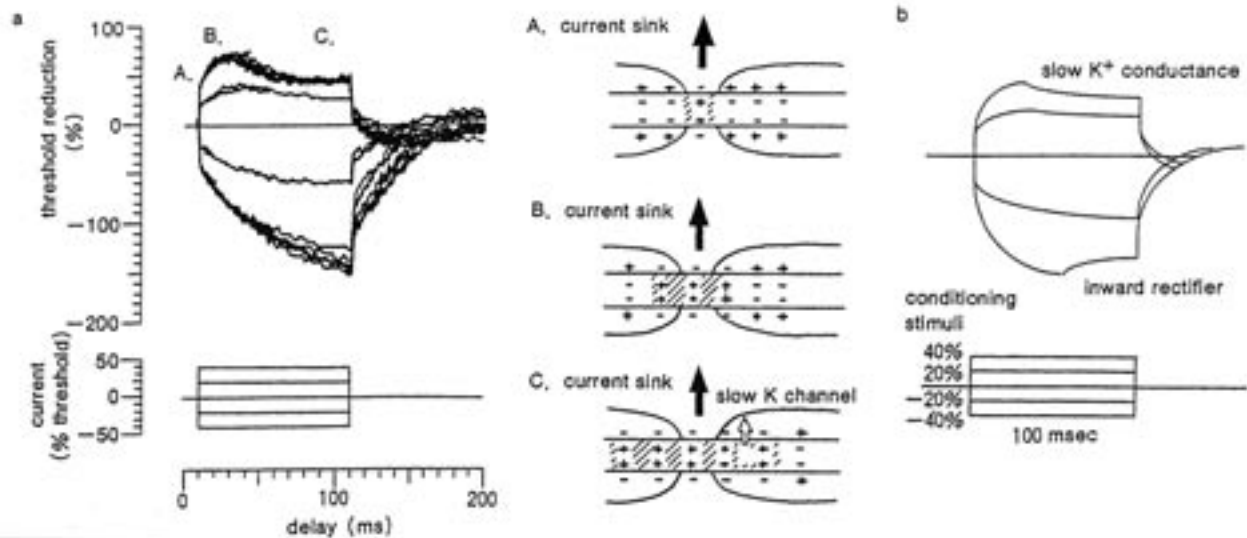 a
100
0
-100
-200
threshold reduction
(%)
A,
B,
C,
50
0
-50
current
(% threshold)
0
100
200
delay (ms)
A, current sink
B, current sink
C, current sink
slow K channel
b
slow K+ conductance
inward rectifier
conditioning
stimuli
40%
20%
-20%
-40%
100 msec